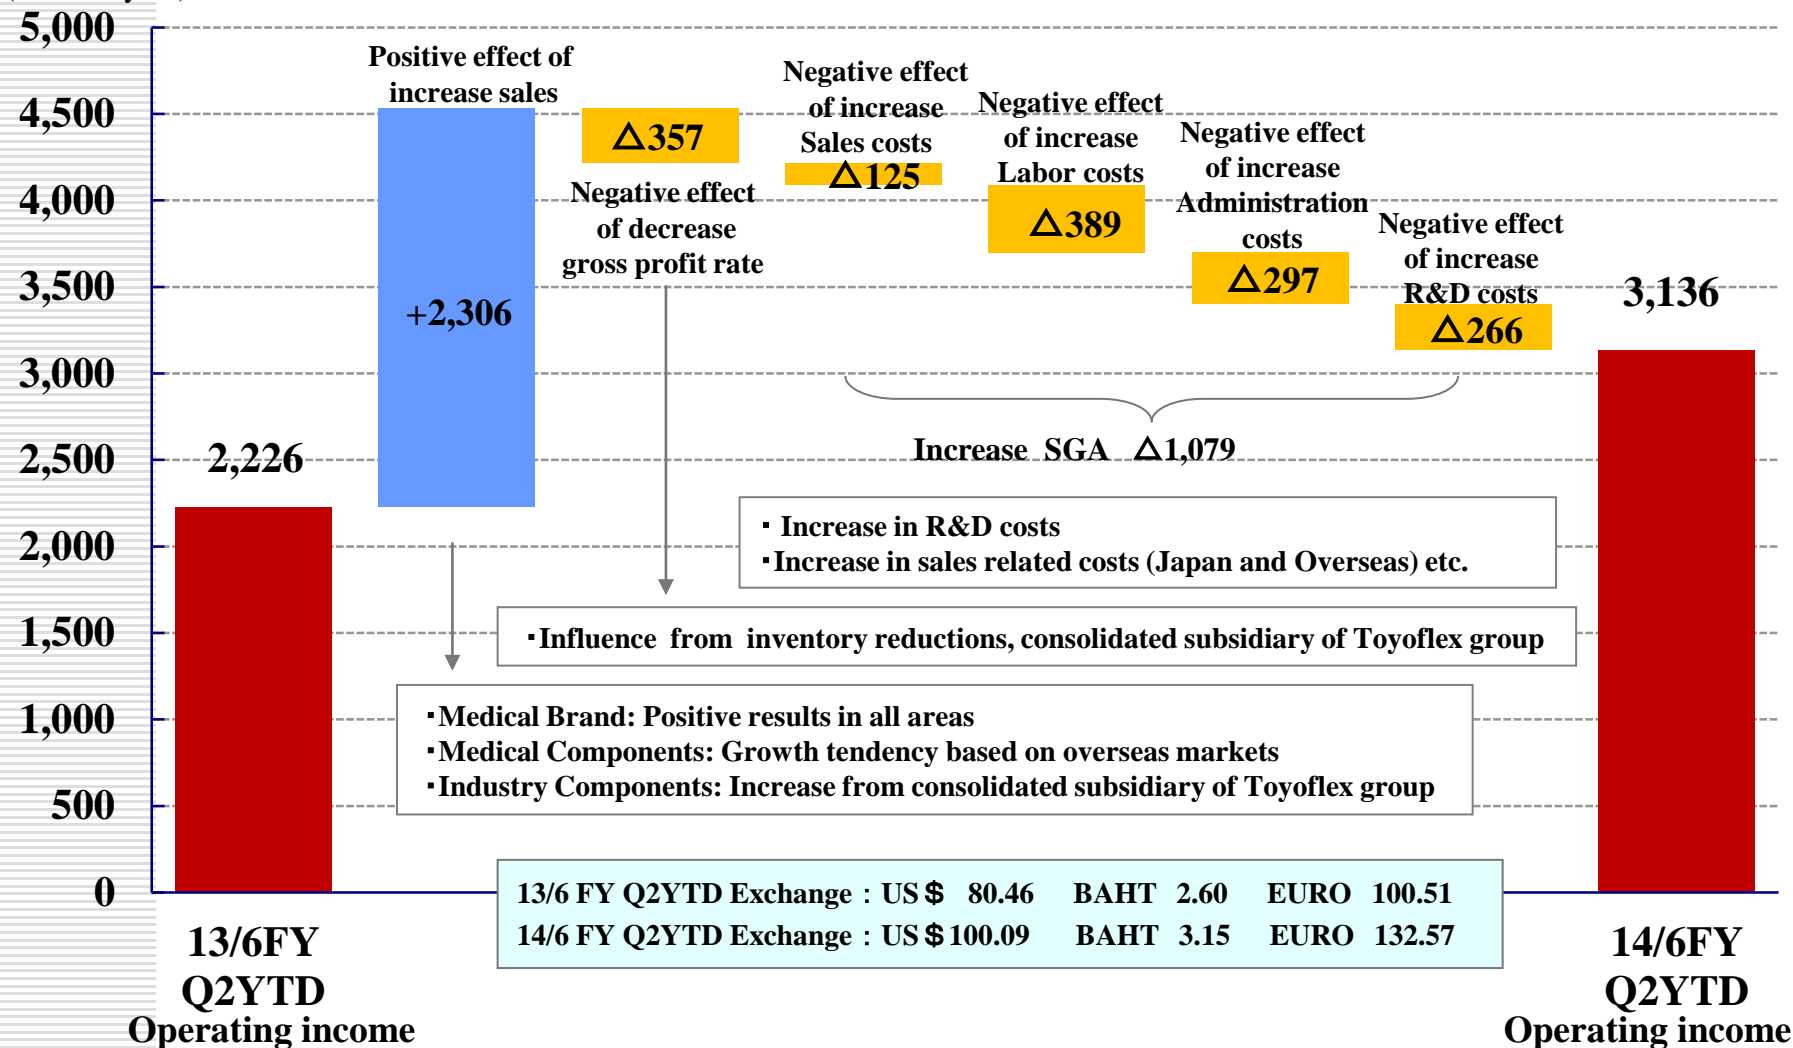 5,000
4,500
4,000
3,500
3,000
2,500
2,000
1,500
1,000
500
0
Positive effect of
increase sales
+2,306
△357
Negative effect
of decrease
gross profit rate
Negative effect
of increase
Sales costs
△125
Negative effect
of increase
Labor costs
△389
Negative effect
of increase
Administration
costs
△297
Negative effect
of increase
R&D costs
△266
2,226
3,136
Increase SGA △1,079
・Increase in R&D costs
・Increase in sales related costs (Japan and Overseas) etc.
・Influence from inventory reductions, consolidated subsidiary of Toyoflex group
・Medical Brand: Positive results in all areas
・Medical Components: Growth tendency based on overseas markets
・Industry Components: Increase from consolidated subsidiary of Toyoflex group
13/6 FY Q2YTD Exchange：US＄ 80.46 BAHT 2.60 EURO 100.51
14/6 FY Q2YTD Exchange：US＄100.09 BAHT 3.15 EURO 132.57
13/6FY
Q2YTD
Operating income
14/6FY
Q2YTD
Operating income